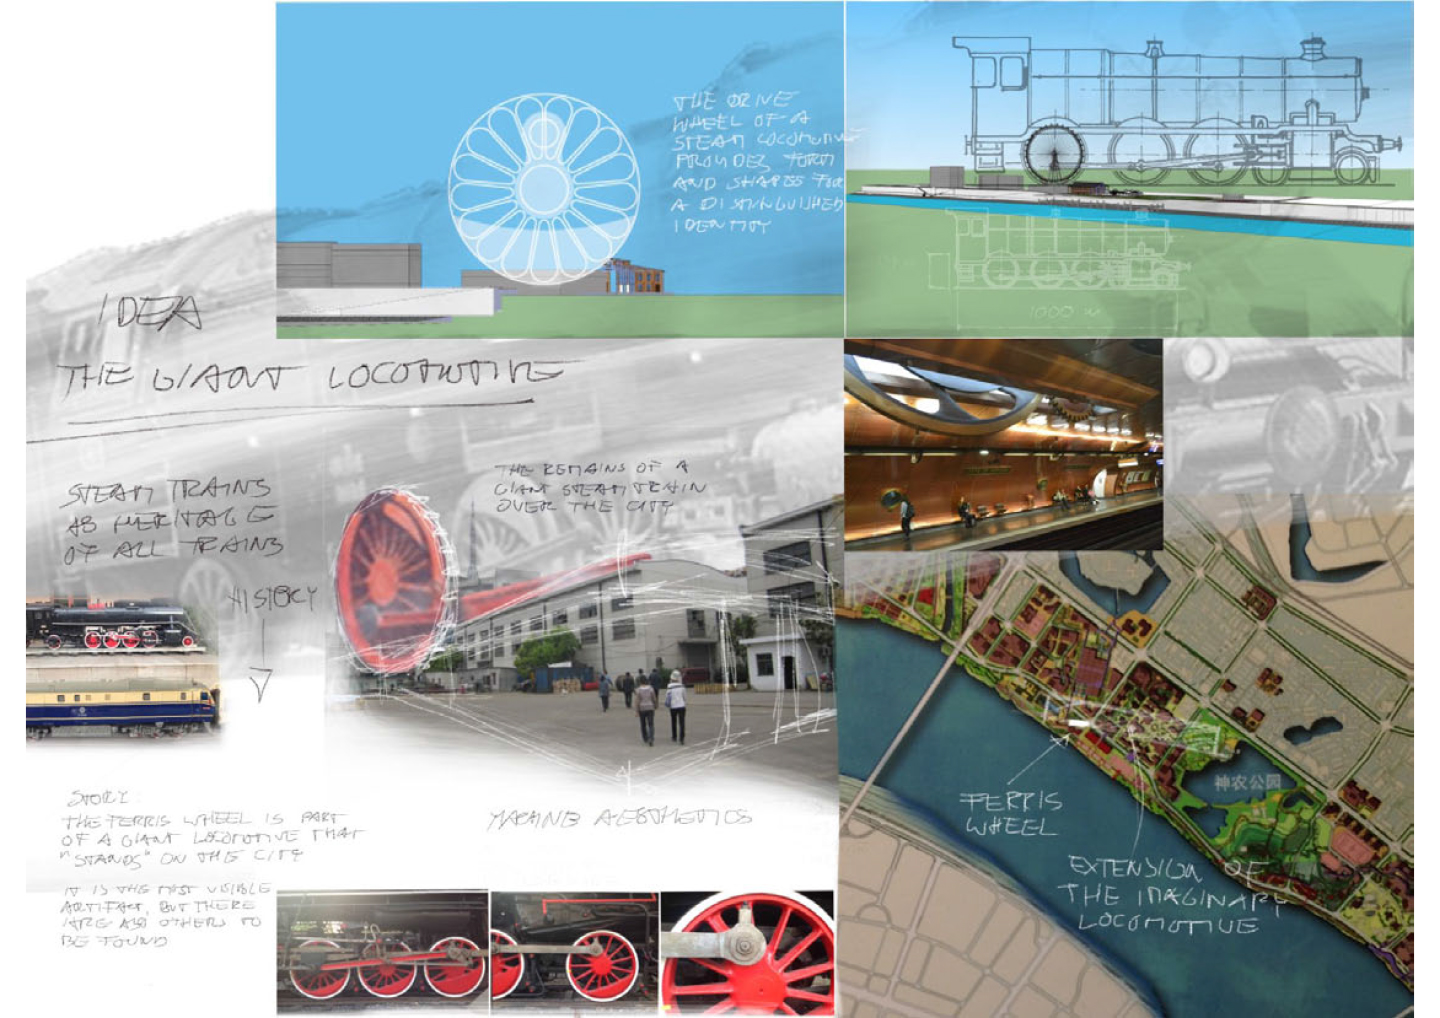 THE DRIVE
WHEEL OF A
STEAM LOCOMOTIVE
PROVIDES FORM
AND SHAPES FOR
A DISTINGUISHED
IDENTITY
1000 m
IDEA
THE GIANT LOCOMOTIVE
STEAM TRAINS
AS HERITAGE
OF ALL TRAINS
HISTORY
THE REMAINS OF A
GIANT STEAM TRAIN
OVER THE CITY
STORY:
THE FERRIS WHEEL IS PART
OF A GIANT LOCOMOTIVE THAT
"STANDS" ON THE CITY
IT IS THE MOST VISIBLE
ARTIFACT, BUT THERE
ARE ALSO OTHERS TO
BE FOUND
MACHINE AESTHETICS
神农公园
FERRIS
WHEEL
EXTENSION OF
THE IMAGINARY
LOCOMOTIVE